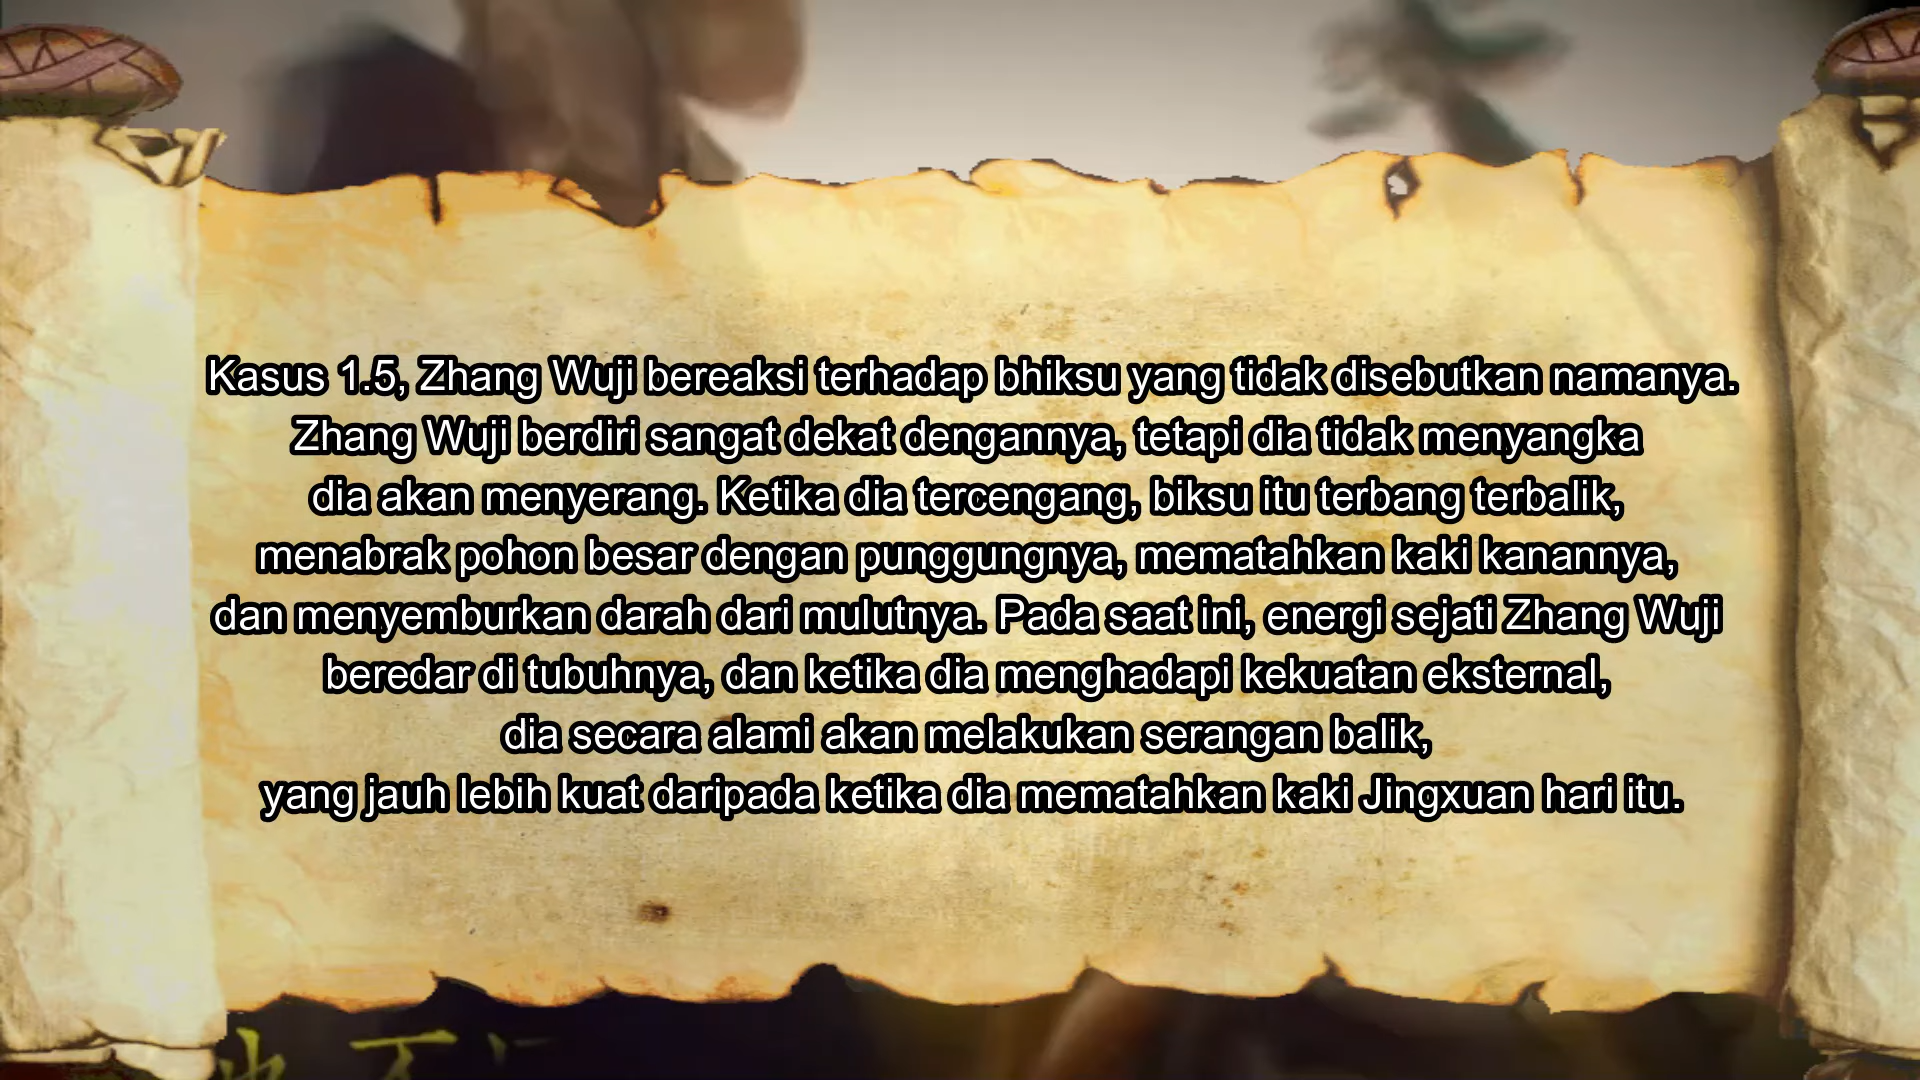 Kasus 1.5, Zhang Wuji bereaksi terhadap bhiksu yang tidak disebutkan namanya.
Zhang Wuji berdiri sangat dekat dengannya, tetapi dia tidak menyangka
dia akan menyerang. Ketika dia tercengang, biksu itu terbang terbalik,
menabrak pohon besar dengan punggungnya, mematahkan kaki kanannya,
dan menyemburkan darah dari mulutnya. Pada saat ini, energi sejati Zhang Wuji
beredar di tubuhnya, dan ketika dia menghadapi kekuatan eksternal,
dia secara alami akan melakukan serangan balik,
yang jauh lebih kuat daripada ketika dia mematahkan kaki Jingxuan hari itu.